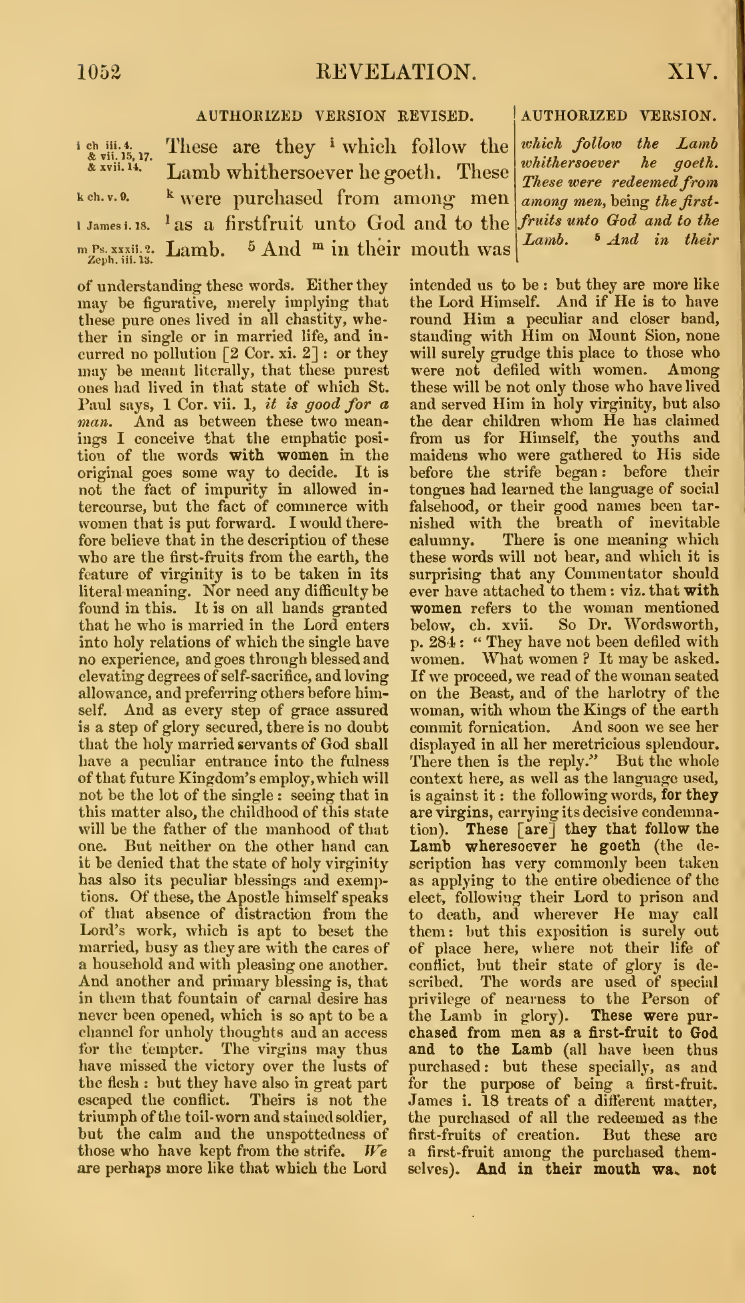 1052
REVELATION.
XIV.
AUTHORIZED VERSION REVISED.
i ch iii. 4.
& vii. 15, 17.
& xvii. 14.
These are they i which follow the
Lamb whithersoever he goeth. These
k ch. v. 9.
k were purchased from among men
l James i. 18.
l as a firstfruit unto God and to the
m Ps. xxxii. 2.
Zeph. iii. 13.
Lamb. 5 And m in their mouth was
AUTHORIZED VERSION.
which follow the Lamb
whithersoever he goeth.
These were redeemed from
among men, being the first-
fruits unto God and to the
Lamb. 5 And in their
of understanding these words. Either they
may be figurative, merely implying that
these pure ones lived in all chastity, whe-
ther in single or in married life, and in-
curred no pollution [2 Cor. xi. 2]: or they
may be meant literally, that these purest
ones had lived in that state of which St.
Paul says, 1 Cor. vii. 1, it is good for a
man. And as between these two mean-
ings I conceive that the emphatic posi-
tion of the words with women in the
original goes some way to decide. It is
not the fact of impurity in allowed in-
tercourse, but the fact of commerce with
women that is put forward. I would there-
fore believe that in the description of these
who are the first-fruits from the earth, the
feature of virginity is to be taken in its
literal meaning. Nor need any difficulty be
found in this. It is on all hands granted
that he who is married in the Lord enters
into holy relations of which the single have
no experience, and goes through blessed and
elevating degrees of self-sacrifice, and loving
allowance, and preferring others before him-
self. And as every step of grace assured
is a step of glory secured, there is no doubt
that the holy married servants of God shall
have a peculiar entrance into the fulness
of that future Kingdom's employ, which will
not be the lot of the single: seeing that in
this matter also, the childhood of this state
will be the father of the manhood of that
one. But neither on the other hand can
it be denied that the state of holy virginity
has also its peculiar blessings and exemp-
tions. Of these, the Apostle himself speaks
of that absence of distraction from the
Lord's work, which is apt to beset the
married, busy as they are with the cares of
a household and with pleasing one another.
And another and primary blessing is, that
in them that fountain of carnal desire has
never been opened, which is so apt to be a
channel for unholy thoughts and an access
for the tempter. The virgins may thus
have missed the victory over the lusts of
the flesh: but they have also in great part
escaped the conflict. Theirs is not the
triumph of the toil-worn and stained soldier,
but the calm and the unspottedness of
those who have kept from the strife. We
are perhaps more like that which the Lord
intended us to be: but they are more like
the Lord Himself. And if He is to have
round Him a peculiar and closer band,
standing with Him on Mount Sion, none
will surely grudge this place to those who
were not defiled with women. Among
these will be not only those who have lived
and served Him in holy virginity, but also
the dear children whom He has claimed
from us for Himself, the youths and
maidens who were gathered to His side
before the strife began: before their
tongues had learned the language of social
falsehood, or their good names been tar-
nished with the breath of inevitable
calumny. There is one meaning which
these words will not bear, and which it is
surprising that any Commentator should
ever have attached to them: viz. that with
women refers to the woman mentioned
below, ch. xvii. So Dr. Wordsworth,
p. 284: "They have not been defiled with
women. What women? It may be asked.
If we proceed, we read of the woman seated
on the Beast, and of the harlotry of the
woman, with whom the Kings of the earth
commit fornication. And soon we see her
displayed in all her meretricious splendour.
There then is the reply." But the whole
context here, as well as the language used,
is against it: the following words, for they
are virgins, carrying its decisive condemna-
tion). These [are] they that follow the
Lamb wheresoever he goeth (the de-
scription has very commonly been taken
as applying to the entire obedience of the
elect, following their Lord to prison and
to death, and wherever He may call
them: but this exposition is surely out
of place here, where not their life of
conflict, but their state of glory is de-
scribed. The words are used of special
privilege of nearness to the Person of
the Lamb in glory). These were pur-
chased from men as a first-fruit to God
and to the Lamb (all have been thus
purchased: but these specially, as and
for the purpose of being a first-fruit.
James i. 18 treats of a different matter,
the purchased of all the redeemed as the
first-fruits of creation. But these are
a first-fruit among the purchased them-
selves). And in their mouth was not